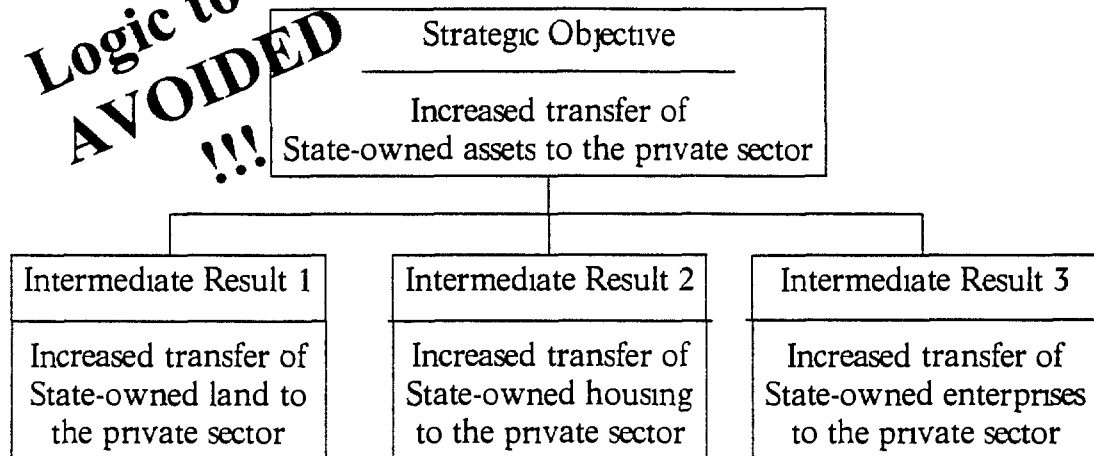 Logic to
AVOIDED
!!!
Strategic Objective
Increased transfer of
State-owned assets to the private sector
Intermediate Result 1
Increased transfer of
State-owned land to
the private sector
Intermediate Result 2
Increased transfer of
State-owned housing
to the private sector
Intermediate Result 3
Increased transfer of
State-owned enterprises
to the private sector